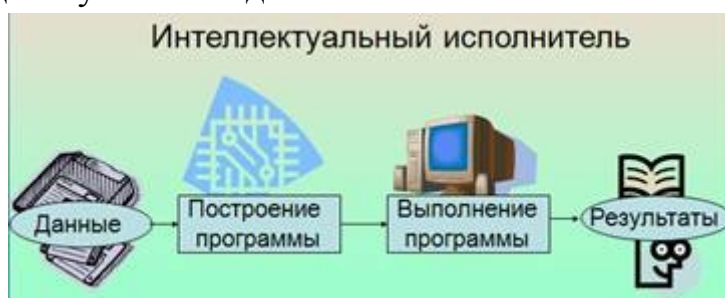 Интеллектуальный исполнитель
Данные
Построение
программы
Выполнение
программы
Результаты